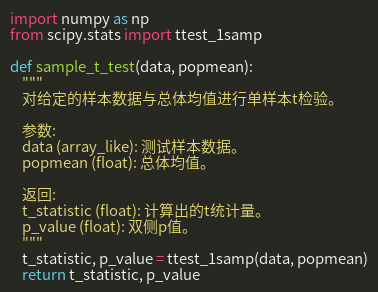 import numpy as np
from scipy.stats import ttest_1samp

def sample_t_test(data, popmean):
    """
    对给定的样本数据与总体均值进行单样本t检验。

    参数:
    data (array_like): 测试样本数据。
    popmean (float): 总体均值。

    返回:
    t_statistic (float): 计算出的t统计量。
    p_value (float): 双侧p值。
    """
    t_statistic, p_value = ttest_1samp(data, popmean)
    return t_statistic, p_value